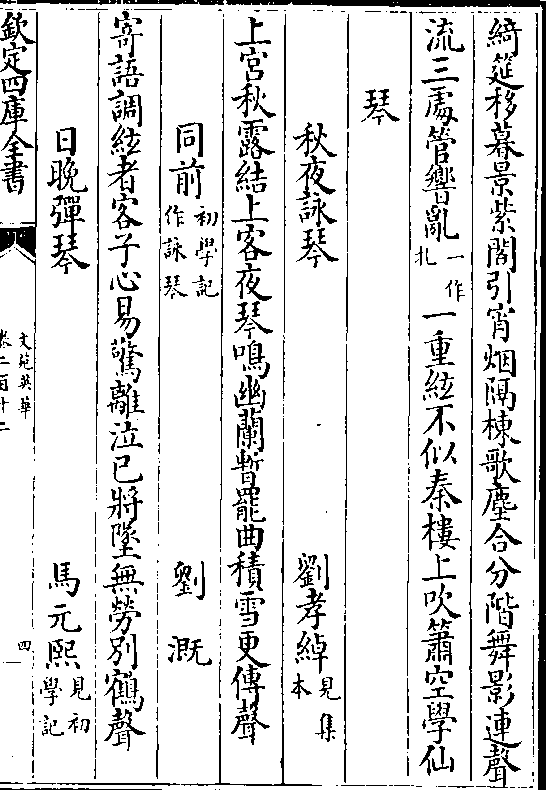 綺筵移暮景紫閣引宵烟隔棟歌塵合分階舞影連聲
流三處管響亂一作札一重絃不似秦樓上吹簫空學仙
琴
秋夜詠琴 劉孝綽見集本
上宮秋露結上客夜琴鳴幽蘭暫罷曲積雪更傳聲
同前初學記作詠琴 劉溉
寄語調絃者客子心易驚離泣已將墜無勞別鶴聲
日晩彈琴 馬元熙見初學記
欽定四庫全書
文苑英華
卷二百十二
四